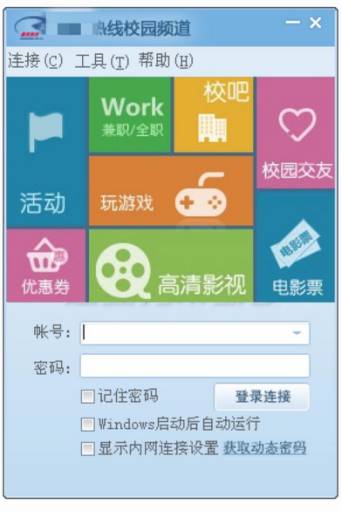 线校园频道
连接(C) 工具(T) 帮助(H)
Work
兼职/全职
校吧
校园交友
活动
玩游戏
电影票
优惠券
高清影视
电影票
帐号:
密码:
记住密码
登录连接
Windows启动后自动运行
显示内网连接设置 获取动态密码